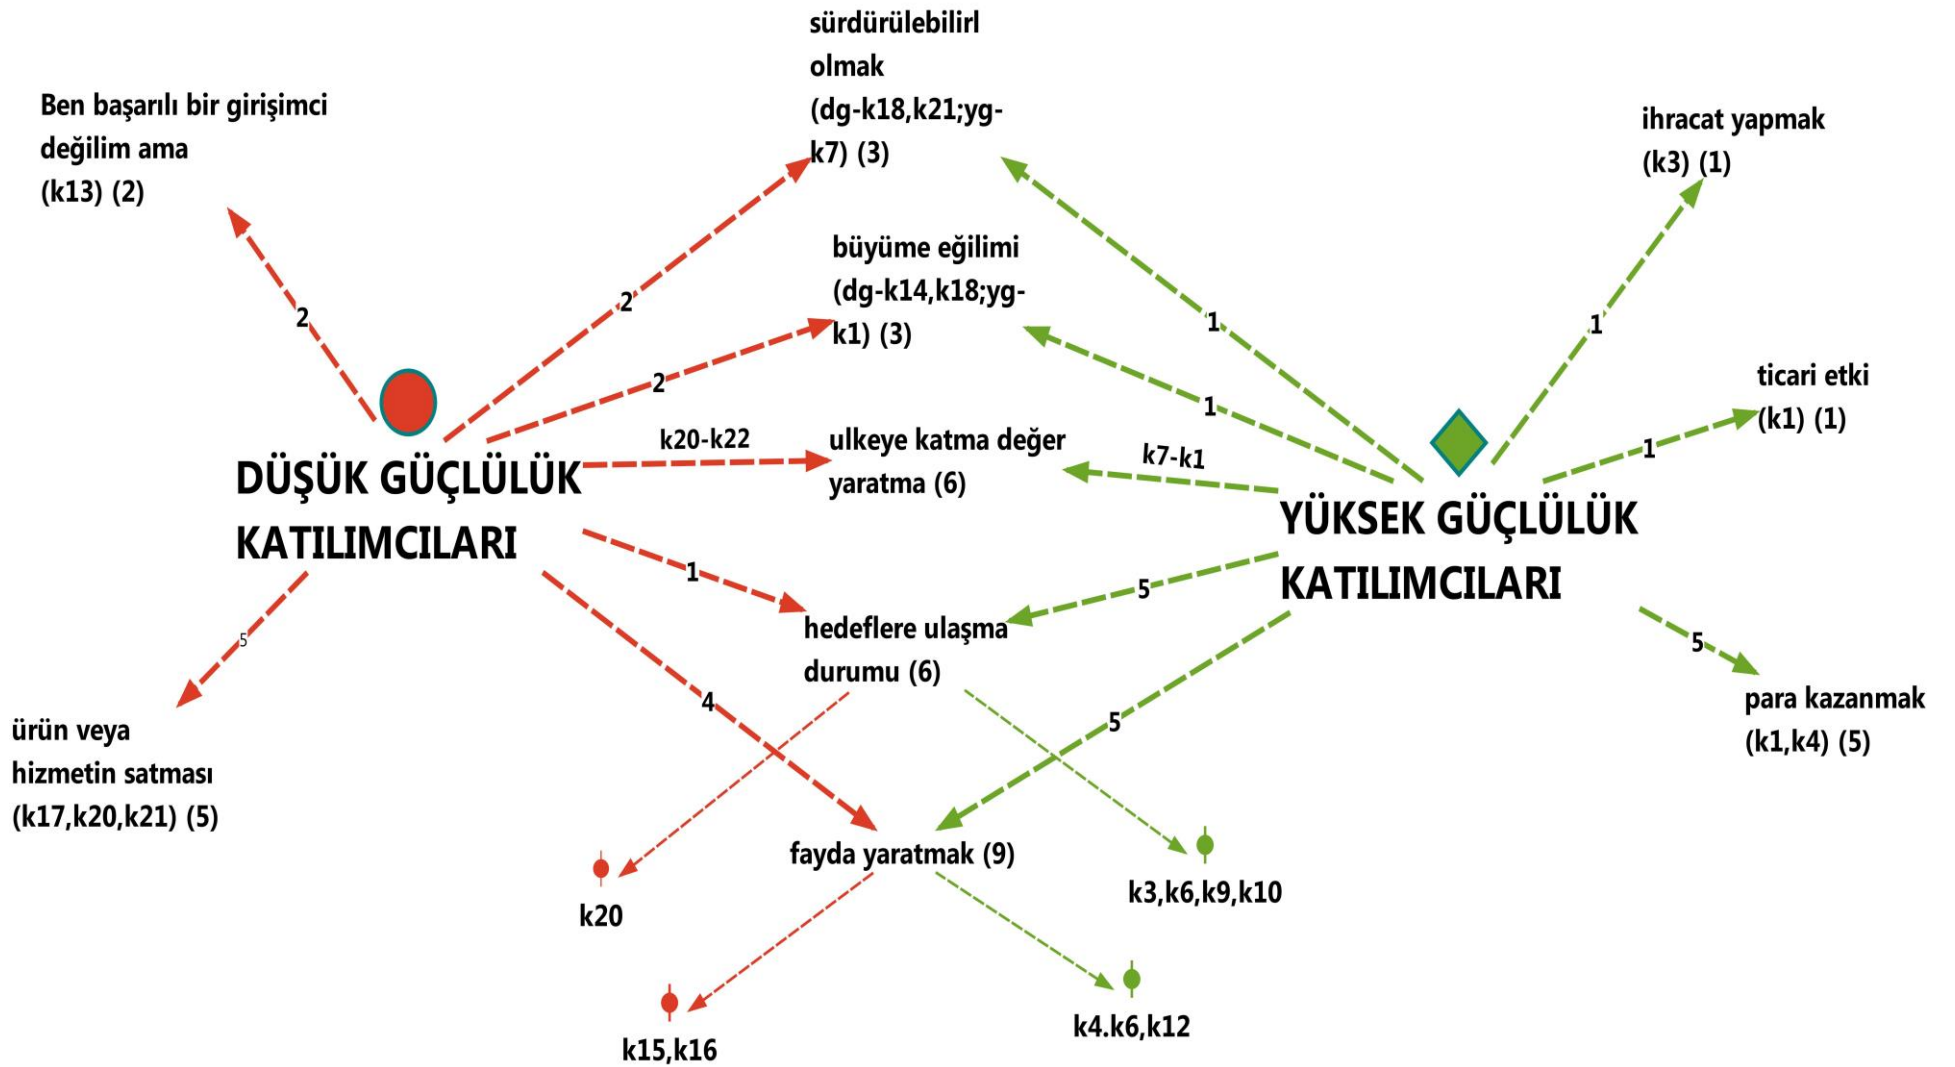 sürdürülebilirl
olmak
(dg-k18,k21;yg-
k7) (3)
Ben başarılı bir girişimci
değilim ama
(k13) (2)
ihracat yapmak
(k3) (1)
büyüme eğilimi
(dg-k14,k18;yg-
k1) (3)
2
2
1
1
2
1
ticari etki
(k1) (1)
1
k20-k22
ulkeye katma değer
yaratma (6)
k7-k1
DÜŞÜK GÜÇLÜLÜK
KATILIMCILARI
YÜKSEK GÜÇLÜLÜK
KATILIMCILARI
1
5
hedeflere ulaşma
durumu (6)
5
5
para kazanmak
(k1,k4) (5)
4
5
ürün veya
hizmetin satması
(k17,k20,k21) (5)
fayda yaratmak (9)
k20
k3,k6,k9,k10
k15,k16
k4.k6,k12